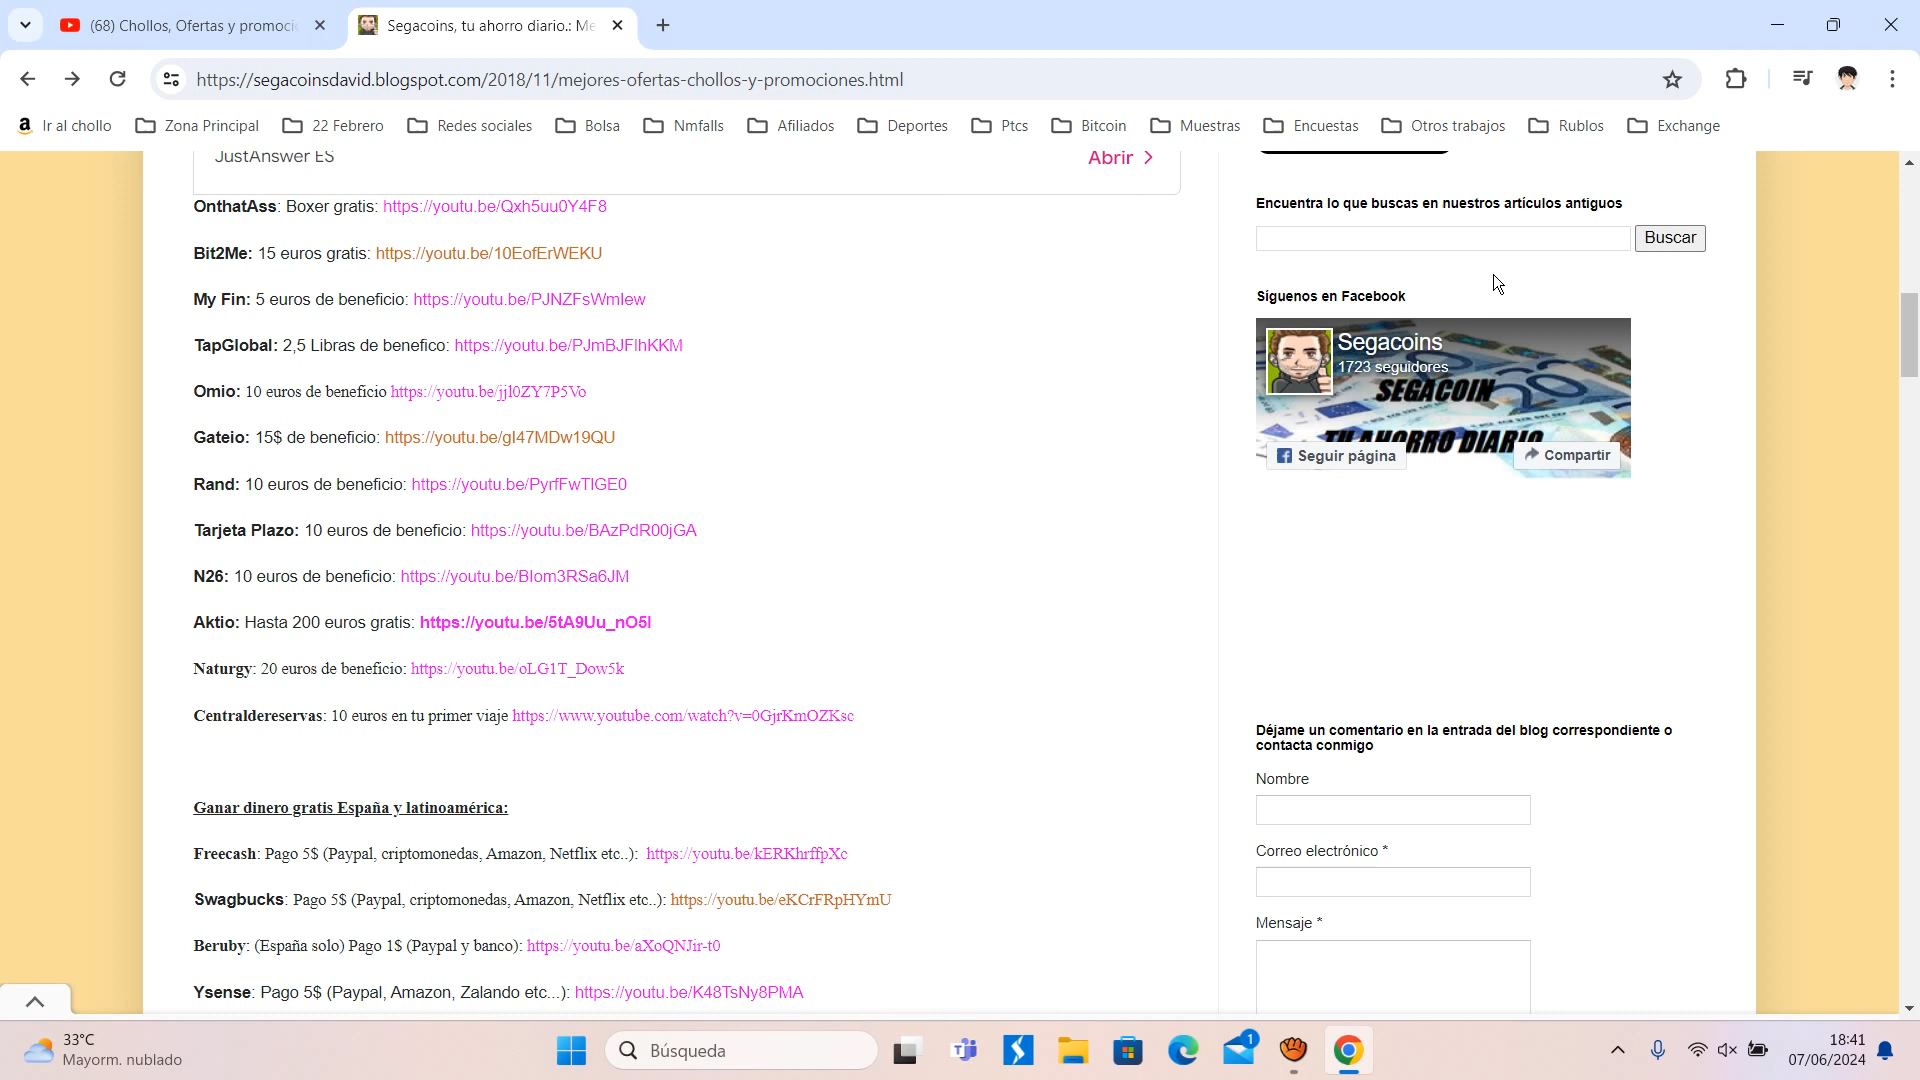 (68) Chollos, Ofertas y promoci
Segacoins, tu ahorro diario.: Me
https://segacoinsdavid.blogspot.com/2018/11/mejores-ofertas-chollos-y-promociones.html
Ir al chollo
Zona Principal
22 Febrero
Redes sociales
Bolsa
Nmfalls
Afiliados
Deportes
Ptcs
Bitcoin
Muestras
Encuestas
Otros trabajos
Rublos
Exchange
JustAnswer ES
Abrir
OnthatAss: Boxer gratis: https://youtu.be/Qxh5uu0Y4F8
Bit2Me: 15 euros gratis: https://youtu.be/10EofErWEKU
My Fin: 5 euros de beneficio: https://youtu.be/PJNZFsWmlew
TapGlobal: 2,5 Libras de benefico: https://youtu.be/PJmBJFlhKKM
Omio: 10 euros de beneficio https://youtu.be/jjl0ZY7P5Vo
Gateio: 15$ de beneficio: https://youtu.be/gI47MDw19QU
Rand: 10 euros de beneficio: https://youtu.be/PyrfFwTIGE0
Tarjeta Plazo: 10 euros de beneficio: https://youtu.be/BAzPdR00jGA
N26: 10 euros de beneficio: https://youtu.be/Blom3RSa6JM
Aktio: Hasta 200 euros gratis: https://youtu.be/5tA9Uu_nO5I
Naturgy: 20 euros de beneficio: https://youtu.be/oLG1T_Dow5k
Centraldereservas: 10 euros en tu primer viaje https://www.youtube.com/watch?v=0GjrKmOZKsc
Ganar dinero gratis España y latinoamérica:
Freecash: Pago 5$ (Paypal, criptomonedas, Amazon, Netflix etc..): https://youtu.be/kERKhrffpXc
Swagbucks: Pago 5$ (Paypal, criptomonedas, Amazon, Netflix etc..): https://youtu.be/eKCrFRpHYmU
Beruby: (España solo) Pago 1$ (Paypal y banco): https://youtu.be/aXoQNJir-t0
Ysense: Pago 5$ (Paypal, Amazon, Zalando etc...): https://youtu.be/K48TsNy8PMA
Encuentra lo que buscas en nuestros artículos antiguos
Buscar
Síguenos en Facebook
Segacoins
1723 seguidores
SEGACOIN
TU AHORRO DIARIO
Seguir página
Compartir
Déjame un comentario en la entrada del blog correspondiente o
contacta conmigo
Nombre
Correo electrónico *
Mensaje *
33°C
Mayorm. nublado
Búsqueda
1
18:41
07/06/2024